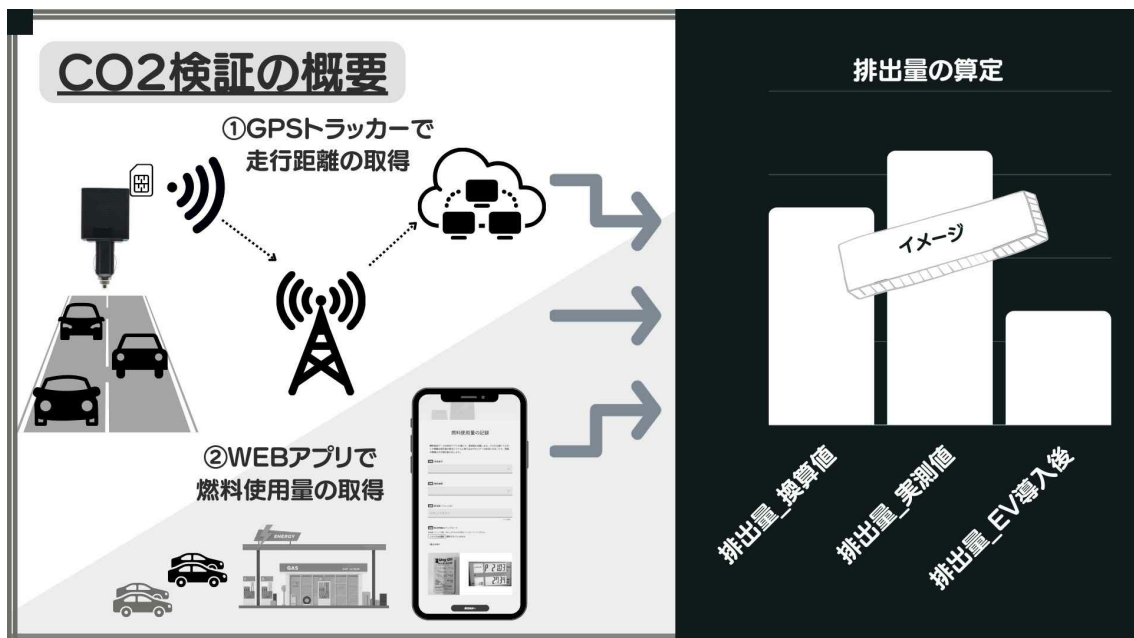 CO2検証の概要
①GPSトラッカーで
走行距離の取得
②WEBアプリで
燃料使用量の取得
ENERGY
GAS
燃料使用量の記録
排出量の算定
イメージ
排出量_換算値
排出量_実測値
排出量_EV導入後